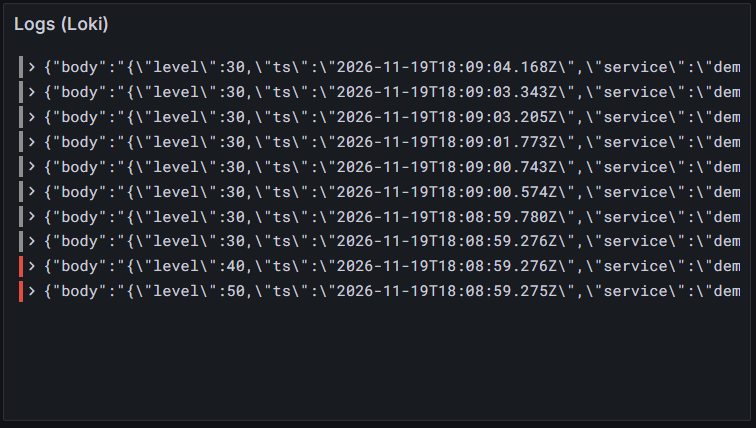 Logs (Loki)
{"body":"{\"level\":30,\"ts\":\"2026-11-19T18:09:04.168Z\",\"service\":\"dem
{"body":"{\"level\":30,\"ts\":\"2026-11-19T18:09:03.343Z\",\"service\":\"dem
{"body":"{\"level\":30,\"ts\":\"2026-11-19T18:09:03.205Z\",\"service\":\"dem
{"body":"{\"level\":30,\"ts\":\"2026-11-19T18:09:01.773Z\",\"service\":\"dem
{"body":"{\"level\":30,\"ts\":\"2026-11-19T18:09:00.743Z\",\"service\":\"dem
{"body":"{\"level\":30,\"ts\":\"2026-11-19T18:09:00.574Z\",\"service\":\"dem
{"body":"{\"level\":30,\"ts\":\"2026-11-19T18:08:59.780Z\",\"service\":\"dem
{"body":"{\"level\":30,\"ts\":\"2026-11-19T18:08:59.276Z\",\"service\":\"dem
{"body":"{\"level\":40,\"ts\":\"2026-11-19T18:08:59.276Z\",\"service\":\"dem
{"body":"{\"level\":50,\"ts\":\"2026-11-19T18:08:59.275Z\",\"service\":\"dem